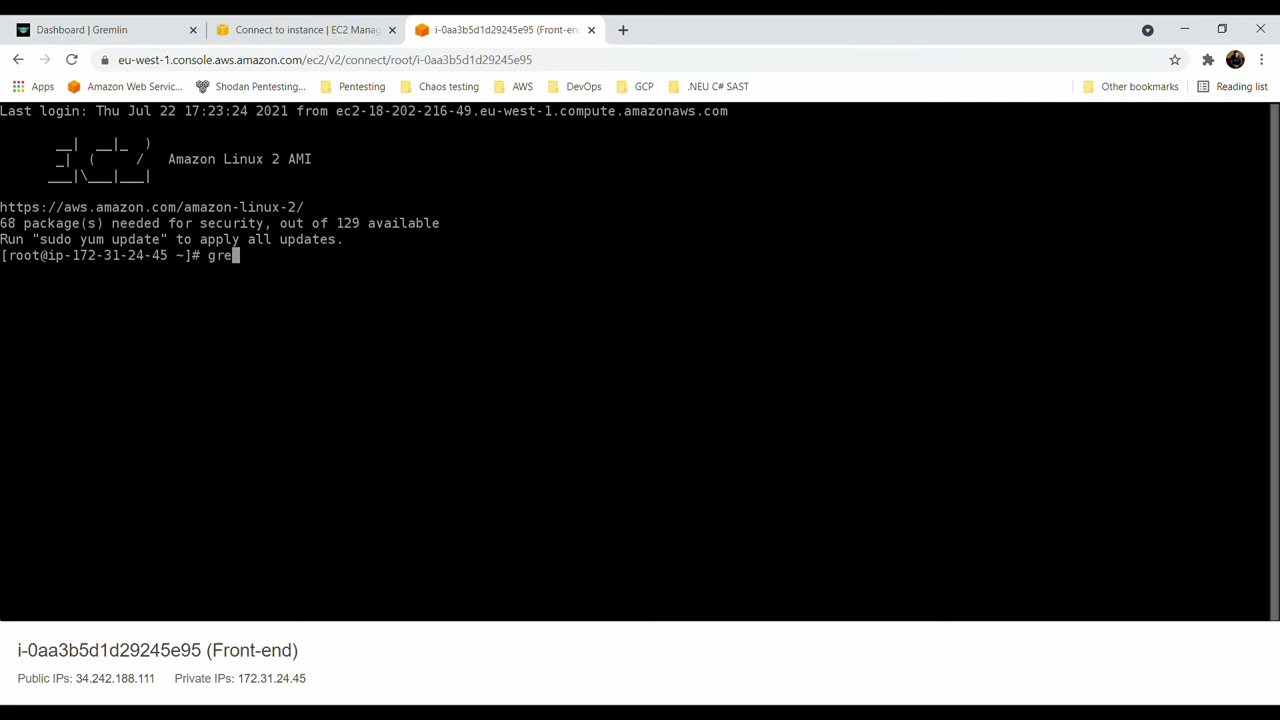 Dashboard | Gremlin
Connect to instance | EC2 Manag
i-0aa3b5d1d29245e95 (Front-en
eu-west-1.console.aws.amazon.com/ec2/v2/connect/root/i-0aa3b5d1d29245e95
Apps
Amazon Web Servic...
Shodan Pentesting...
Pentesting
Chaos testing
AWS
DevOps
GCP
.NEU C# SAST
Other bookmarks
Reading list
Last login: Thu Jul 22 17:23:24 2021 from ec2-18-202-216-49.eu-west-1.compute.amazonaws.com
__|  __|_  )
_|  (     /   Amazon Linux 2 AMI
___|\___|___|
https://aws.amazon.com/amazon-linux-2/
68 package(s) needed for security, out of 129 available
Run "sudo yum update" to apply all updates.
[root@ip-172-31-24-45 ~]# gre
i-0aa3b5d1d29245e95 (Front-end)
Public IPs: 34.242.188.111
Private IPs: 172.31.24.45